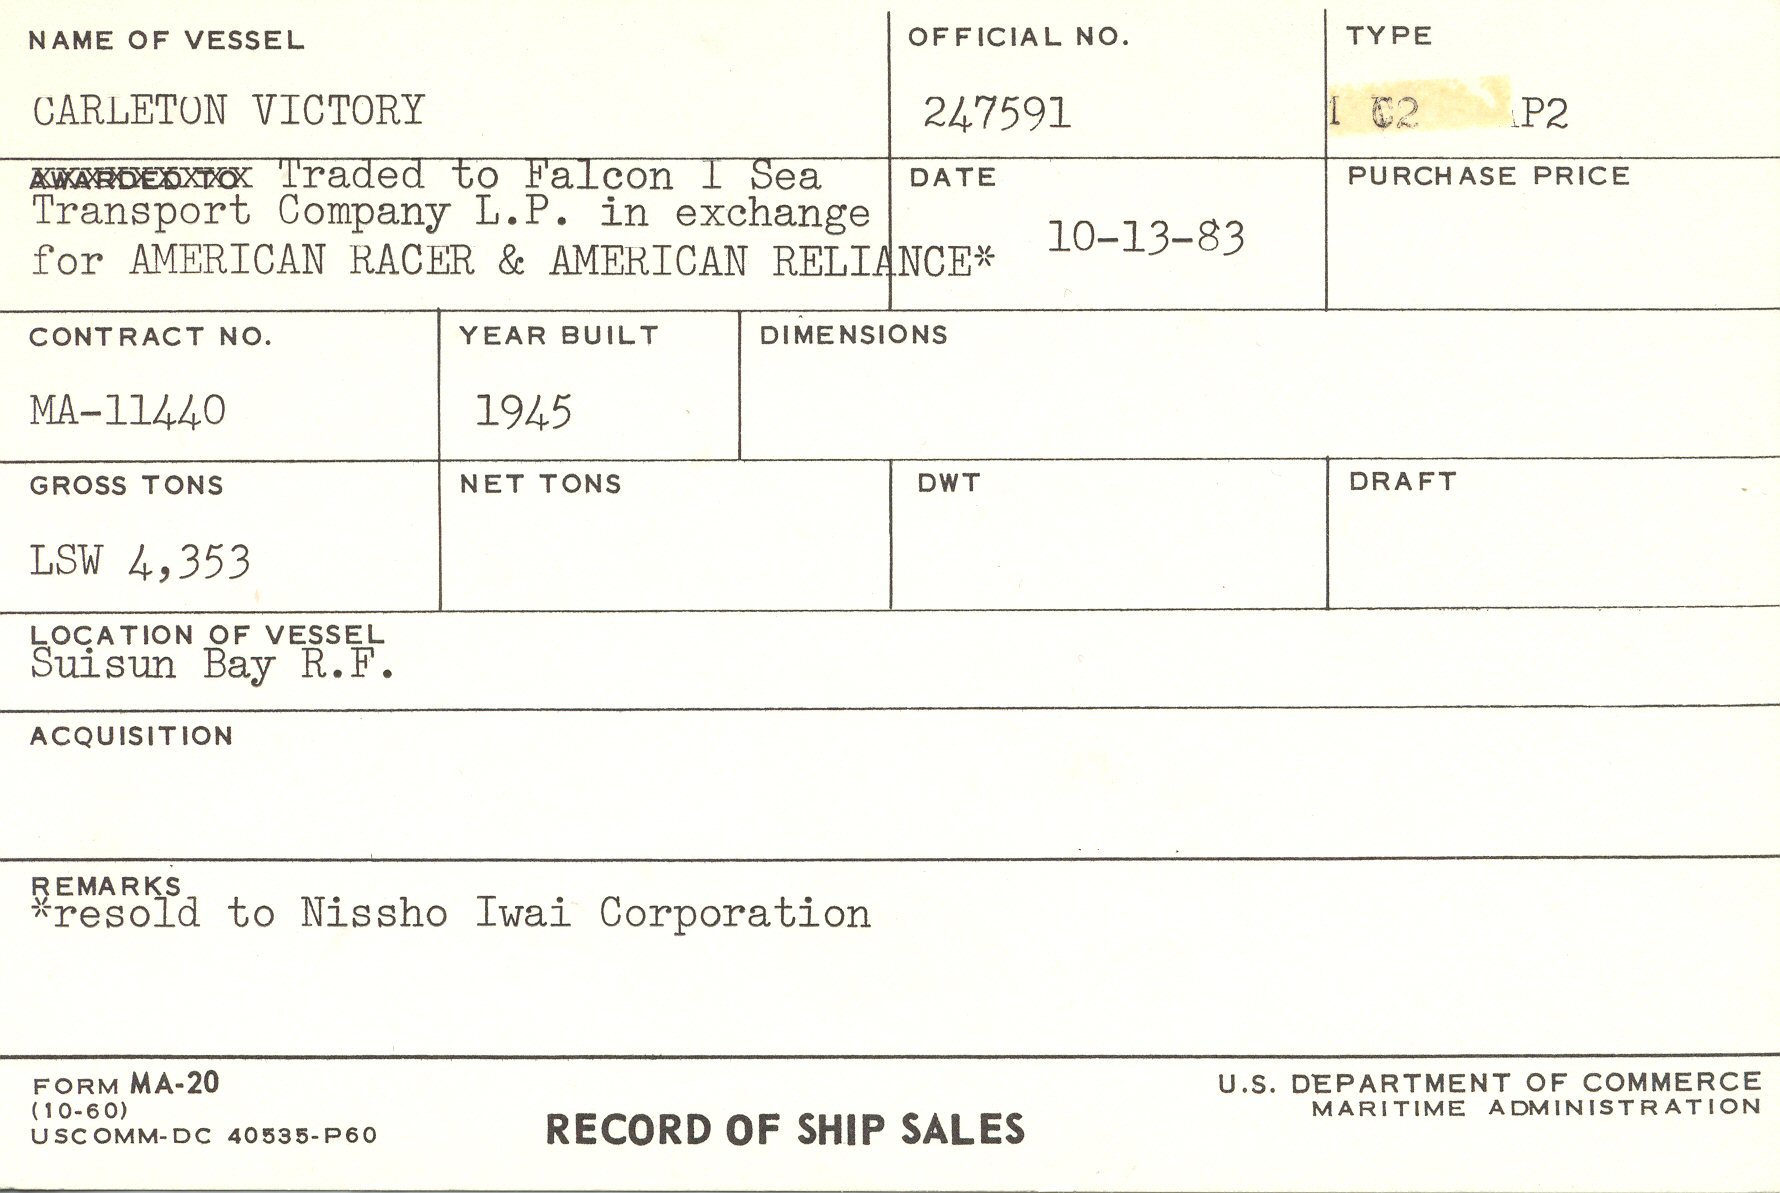 NAME OF VESSEL
CARLETON VICTORY
OFFICIAL NO.
247591
TYPE
C2 AP2
AWARDED TO Traded to Falcon I Sea
Transport Company L.P. in exchange
for AMERICAN RACER & AMERICAN RELIANCE*
DATE
10-13-83
PURCHASE PRICE
CONTRACT NO.
MA-11440
YEAR BUILT
1945
DIMENSIONS
GROSS TONS
LSW 4,353
NET TONS
DWT
DRAFT
LOCATION OF VESSEL
Suisun Bay R.F.
ACQUISITION
REMARKS
*resold to Nissho Iwai Corporation
FORM MA-20
(10-60)
USCOMM-DC 40535-P60
RECORD OF SHIP SALES
U.S. DEPARTMENT OF COMMERCE
MARITIME ADMINISTRATION